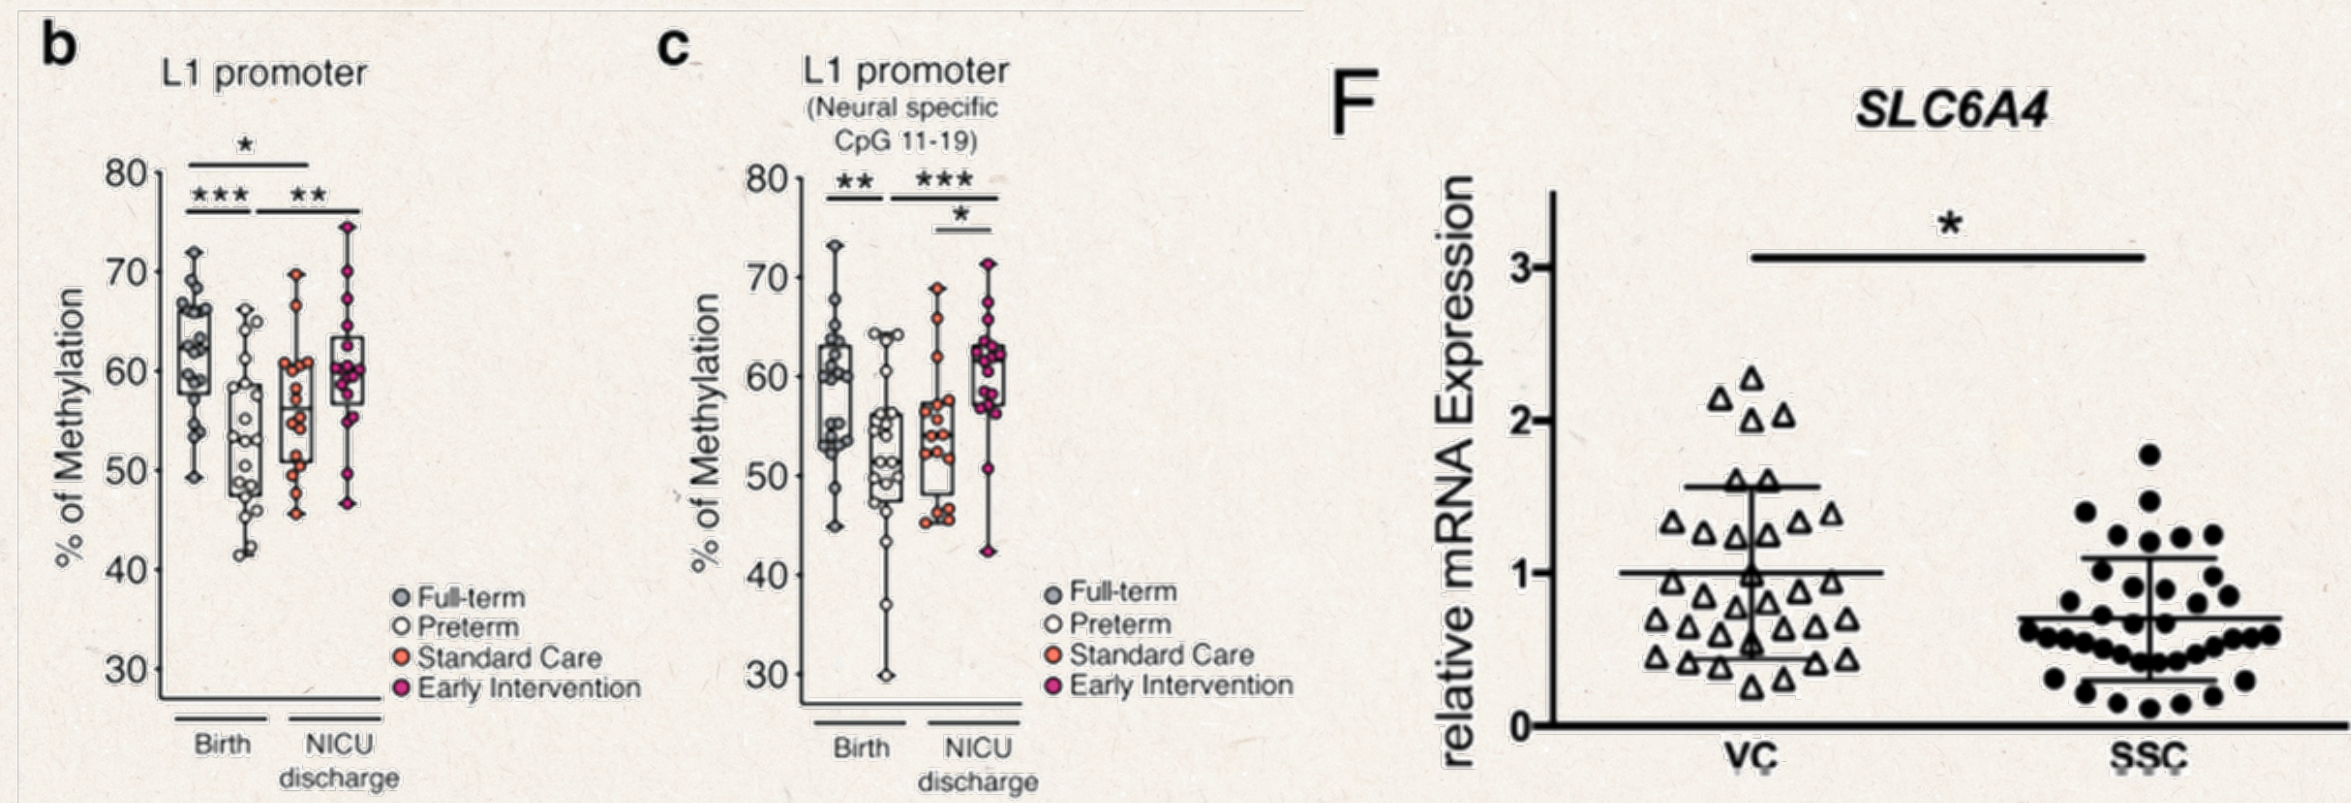 b
L1 promoter
*
*** **
80
70
60
50
40
30
% of Methylation
Full-term
Preterm
Standard Care
Early Intervention
Birth NICU
discharge
c
L1 promoter
(Neural specific
CpG 11-19)
** ***
*
80
70
60
50
40
30
% of Methylation
Full-term
Preterm
Standard Care
Early Intervention
Birth NICU
discharge
F
SLC6A4
*
3
2
1
0
relative mRNA Expression
VC SSC